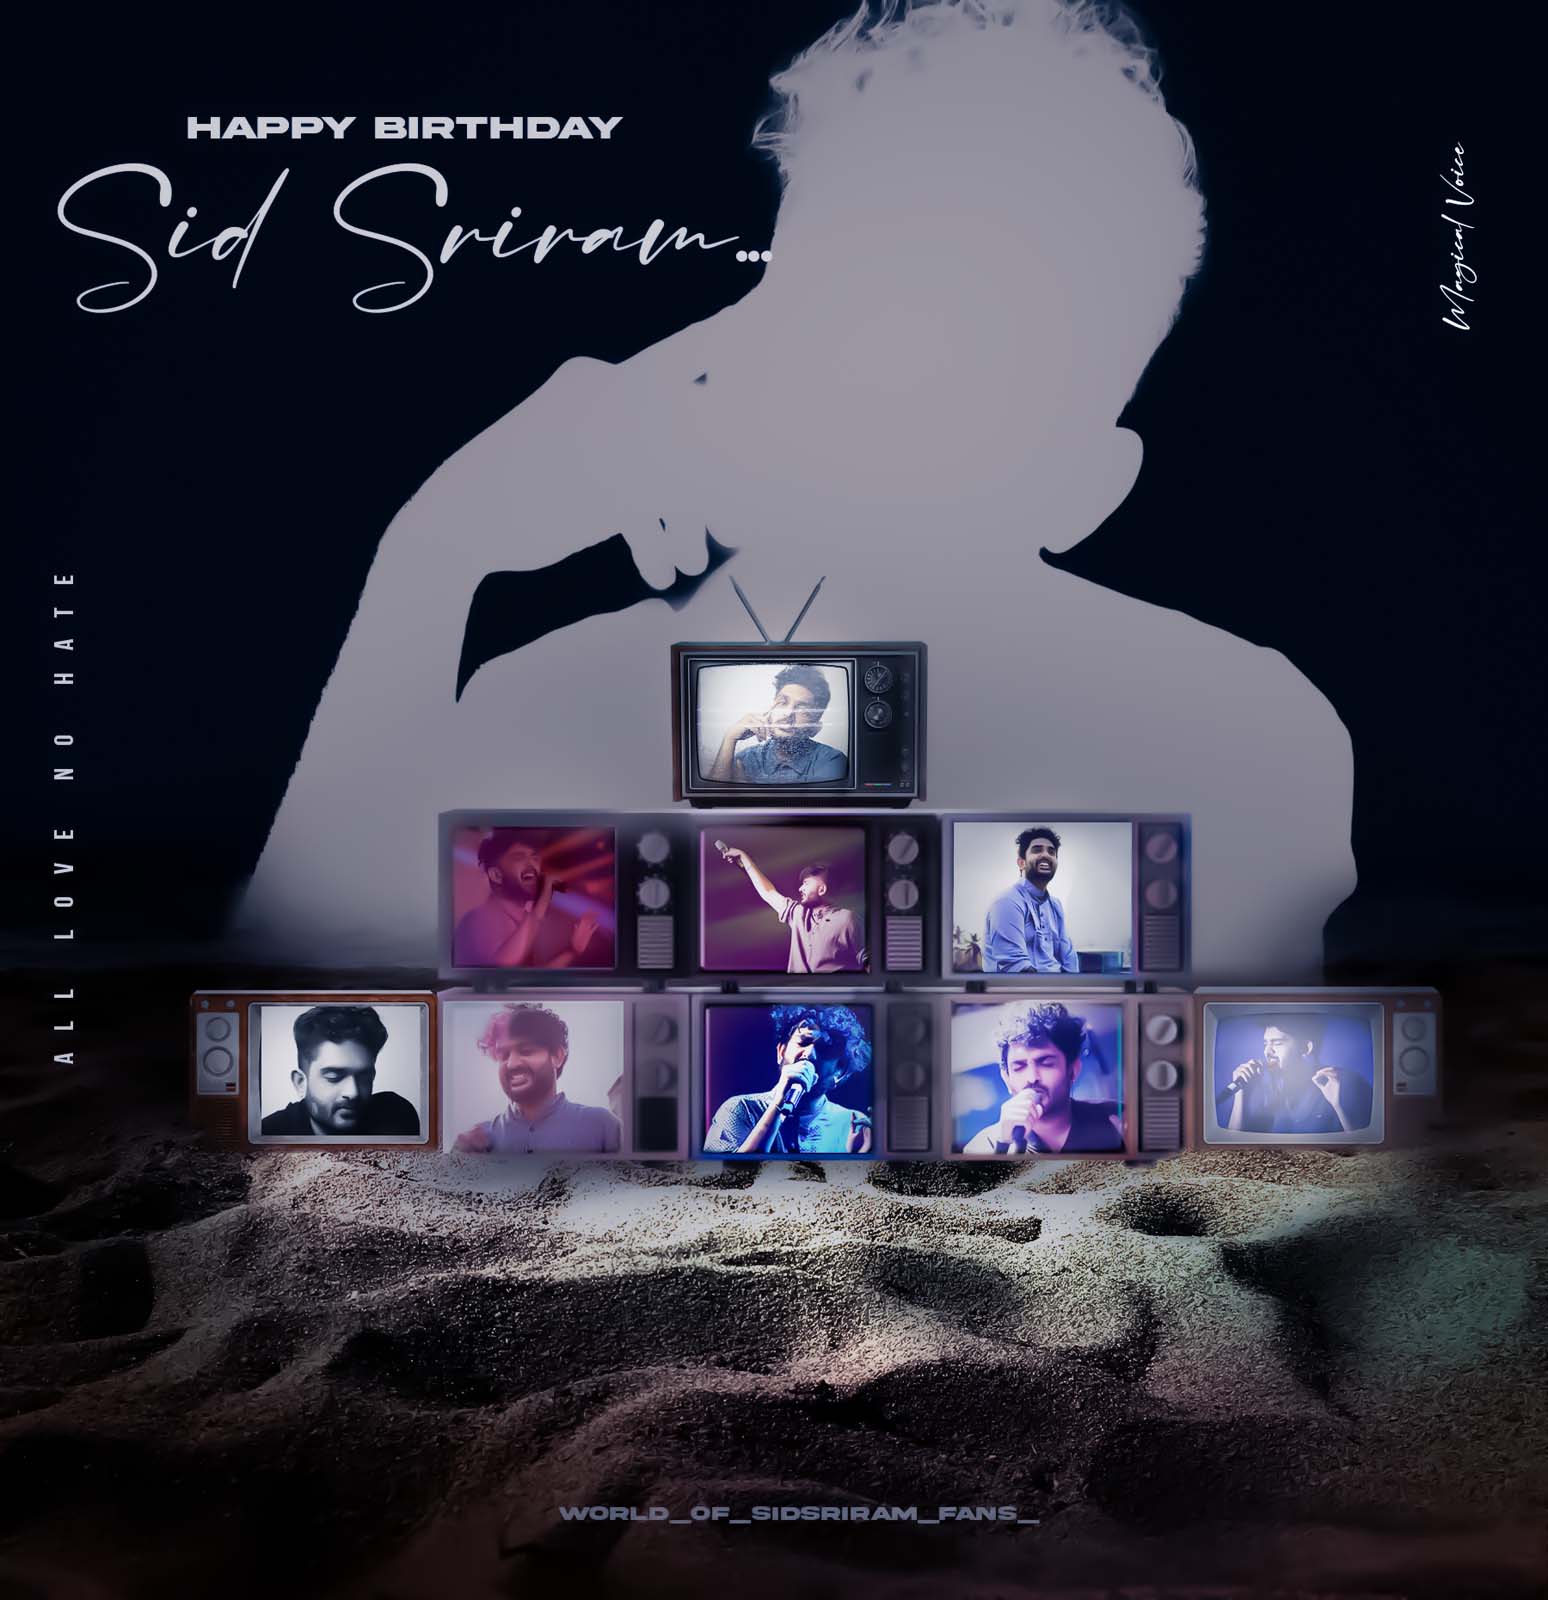 HAPPY BIRTHDAY
Sid Sriram...
Magical Voice
ALL LOVE NO HATE
WORLD_OF_SIDSRIRAM_FANS_